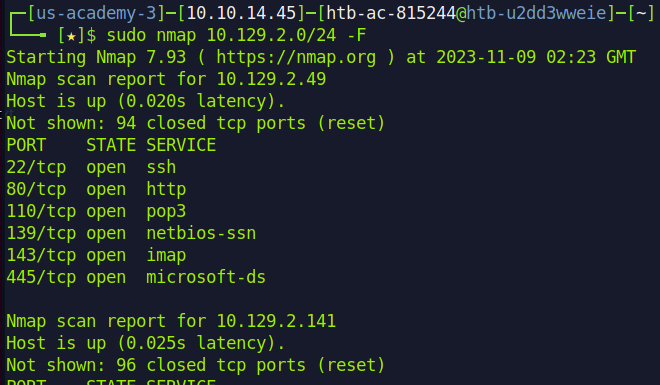 [us-academy-3]-[10.10.14.45]-[htb-ac-815244@htb-u2dd3wweie]-[~]
[★]$ sudo nmap 10.129.2.0/24 -F
Starting Nmap 7.93 ( https://nmap.org ) at 2023-11-09 02:23 GMT
Nmap scan report for 10.129.2.49
Host is up (0.020s latency).
Not shown: 94 closed tcp ports (reset)
PORT    STATE SERVICE
22/tcp  open  ssh
80/tcp  open  http
110/tcp open  pop3
139/tcp open  netbios-ssn
143/tcp open  imap
445/tcp open  microsoft-ds
Nmap scan report for 10.129.2.141
Host is up (0.025s latency).
Not shown: 96 closed tcp ports (reset)
PORT    STATE SERVICE